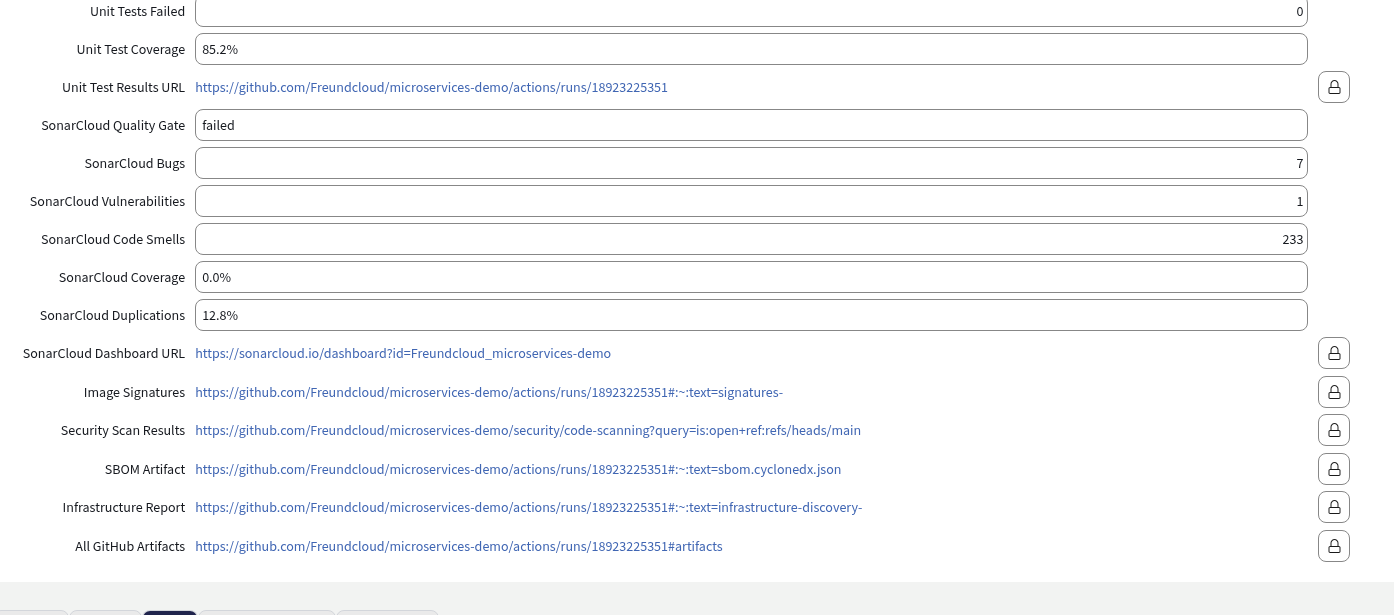 Unit Tests Failed 0
Unit Test Coverage 85.2%
Unit Test Results URL https://github.com/Freundcloud/microservices-demo/actions/runs/18923225351
SonarCloud Quality Gate failed
SonarCloud Bugs 7
SonarCloud Vulnerabilities 1
SonarCloud Code Smells 233
SonarCloud Coverage 0.0%
SonarCloud Duplications 12.8%
SonarCloud Dashboard URL https://sonarcloud.io/dashboard?id=Freundcloud_microservices-demo
Image Signatures https://github.com/Freundcloud/microservices-demo/actions/runs/18923225351#:~:text=signatures-
Security Scan Results https://github.com/Freundcloud/microservices-demo/security/code-scanning?query=is:open+ref:refs/heads/main
SBOM Artifact https://github.com/Freundcloud/microservices-demo/actions/runs/18923225351#:~:text=sbom.cyclonedx.json
Infrastructure Report https://github.com/Freundcloud/microservices-demo/actions/runs/18923225351#:~:text=infrastructure-discovery-
All GitHub Artifacts https://github.com/Freundcloud/microservices-demo/actions/runs/18923225351#artifacts